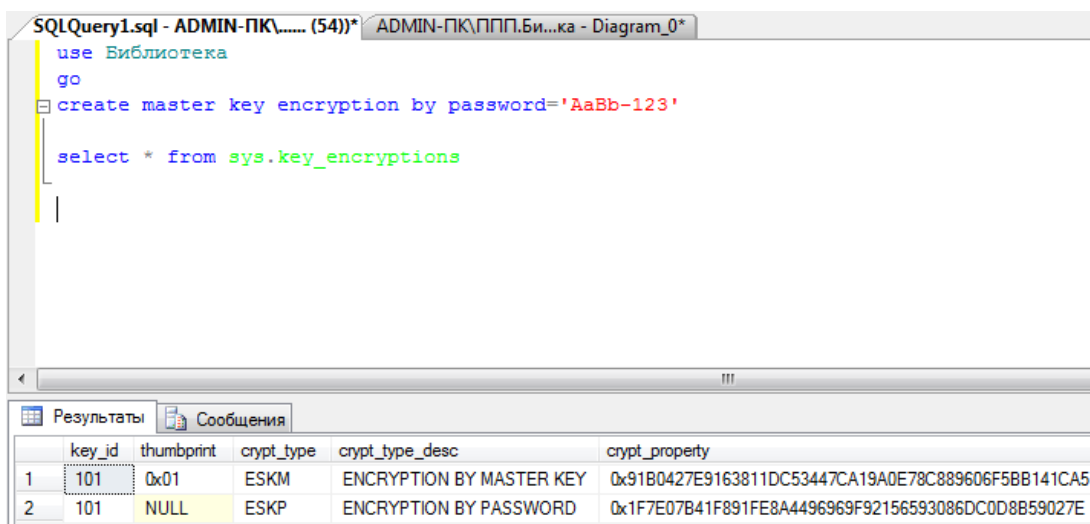 SQLQuery1.sql - ADMIN-ПК\...... (54))* ADMIN-ПК\ППП.Би...ка - Diagram_0*
use Библиотека
go
create master key encryption by password='AaBb-123'
select * from sys.key_encryptions
Результаты Сообщения
key_id thumbprint crypt_type crypt_type_desc crypt_property
1 101 0x01 ESKM ENCRYPTION BY MASTER KEY 0x91B0427E9163811DC53447CA19A0E78C889606F5BB141CA5
2 101 NULL ESKP ENCRYPTION BY PASSWORD 0x1F7E07B41F891FE8A4496969F92156593086DC0D8B59027E